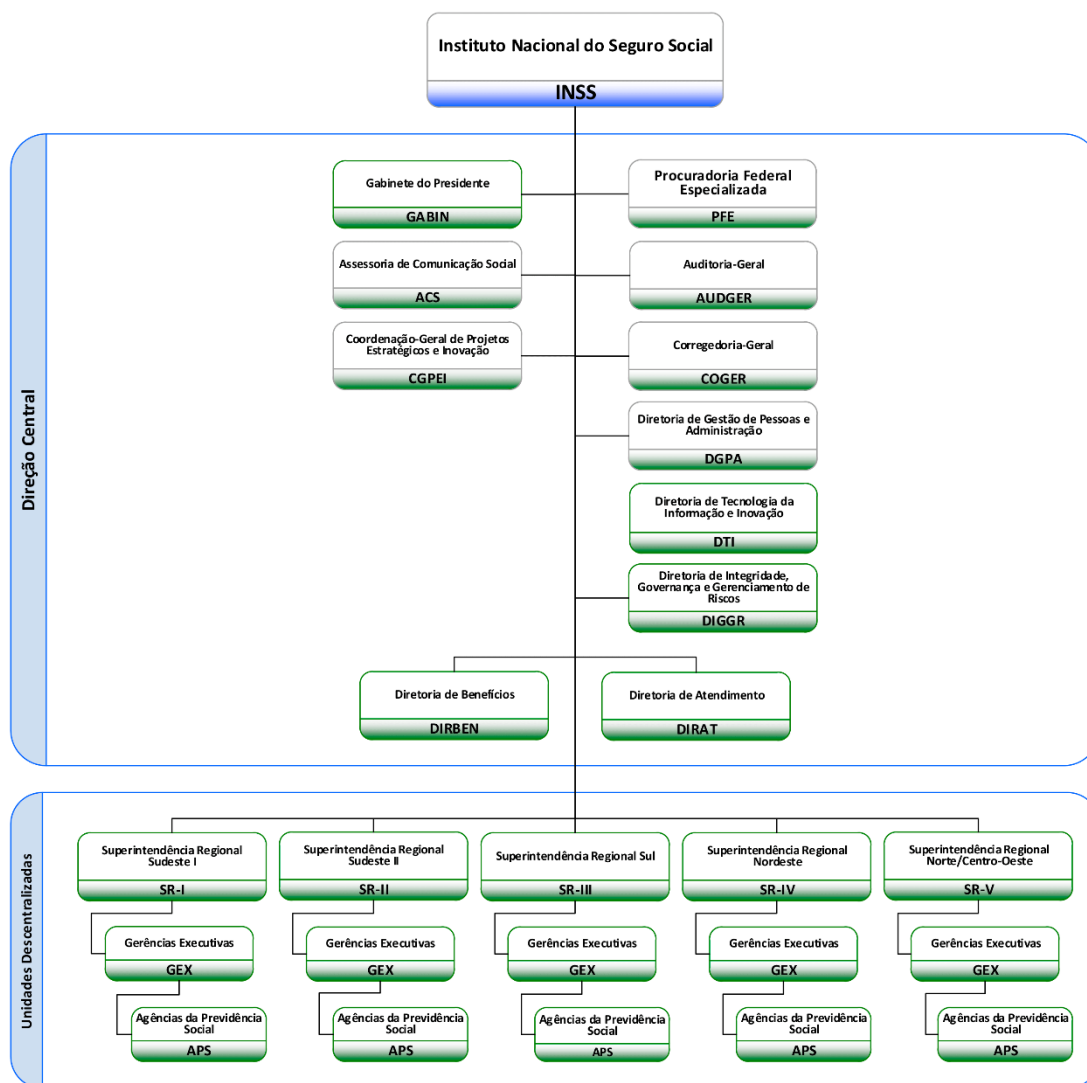 Instituto Nacional do Seguro Social
INSS
Direção Central
Gabinete do Presidente
GABIN
Procuradoria Federal
Especializada
PFE
Assessoria de Comunicação Social
ACS
Auditoria-Geral
AUDGER
Coordenação-Geral de Projetos
Estratégicos e Inovação
CGPEI
Corregedoria-Geral
COGER
Diretoria de Gestão de Pessoas e
Administração
DGPA
Diretoria de Tecnologia da
Informação e Inovação
DTI
Diretoria de Integridade,
Governança e Gerenciamento de
Riscos
DIGGR
Diretoria de Benefícios
DIRBEN
Diretoria de Atendimento
DIRAT
Unidades Descentralizadas
Superintendência Regional
Sudeste I
SR-I
Superintendência Regional
Sudeste II
SR-II
Superintendência Regional Sul
SR-III
Superintendência Regional
Nordeste
SR-IV
Superintendência Regional
Norte/Centro-Oeste
SR-V
Gerências Executivas
GEX
Gerências Executivas
GEX
Gerências Executivas
GEX
Gerências Executivas
GEX
Gerências Executivas
GEX
Agências da Previdência
Social
APS
Agências da Previdência
Social
APS
Agências da Previdência
Social
APS
Agências da Previdência
Social
APS
Agências da Previdência
Social
APS